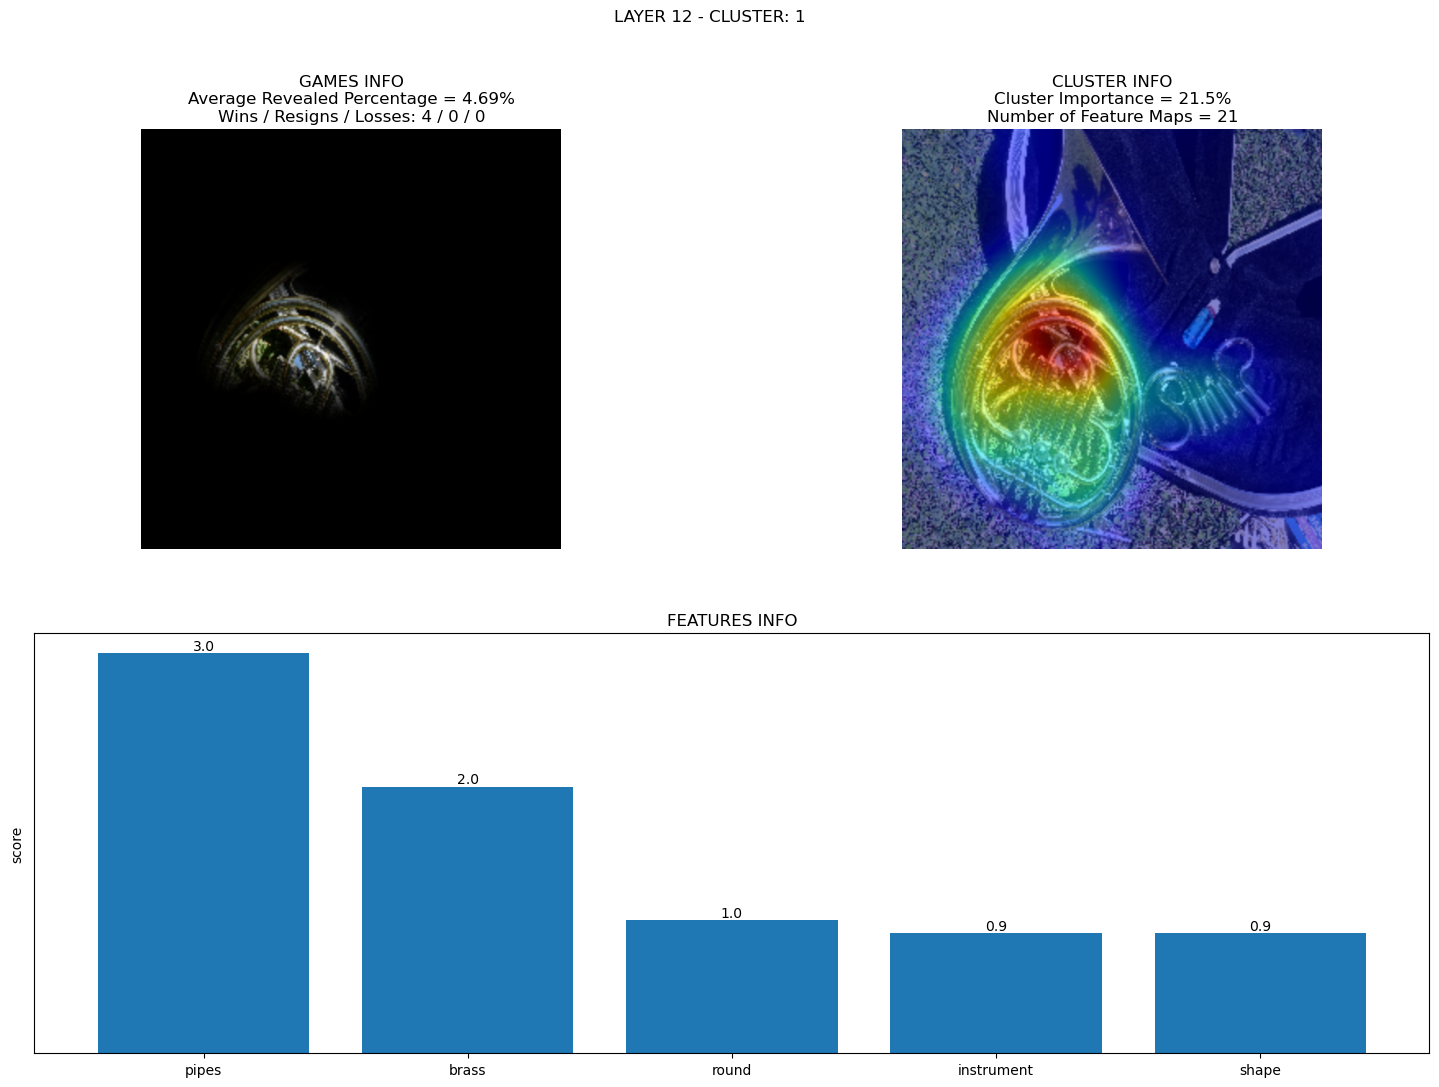 LAYER 12 - CLUSTER: 1
GAMES INFO
Average Revealed Percentage = 4.69%
Wins / Resigns / Losses: 4 / 0 / 0
CLUSTER INFO
Cluster Importance = 21.5%
Number of Feature Maps = 21
FEATURES INFO
score
3.0
2.0
1.0
0.9
0.9
pipes
brass
round
instrument
shape